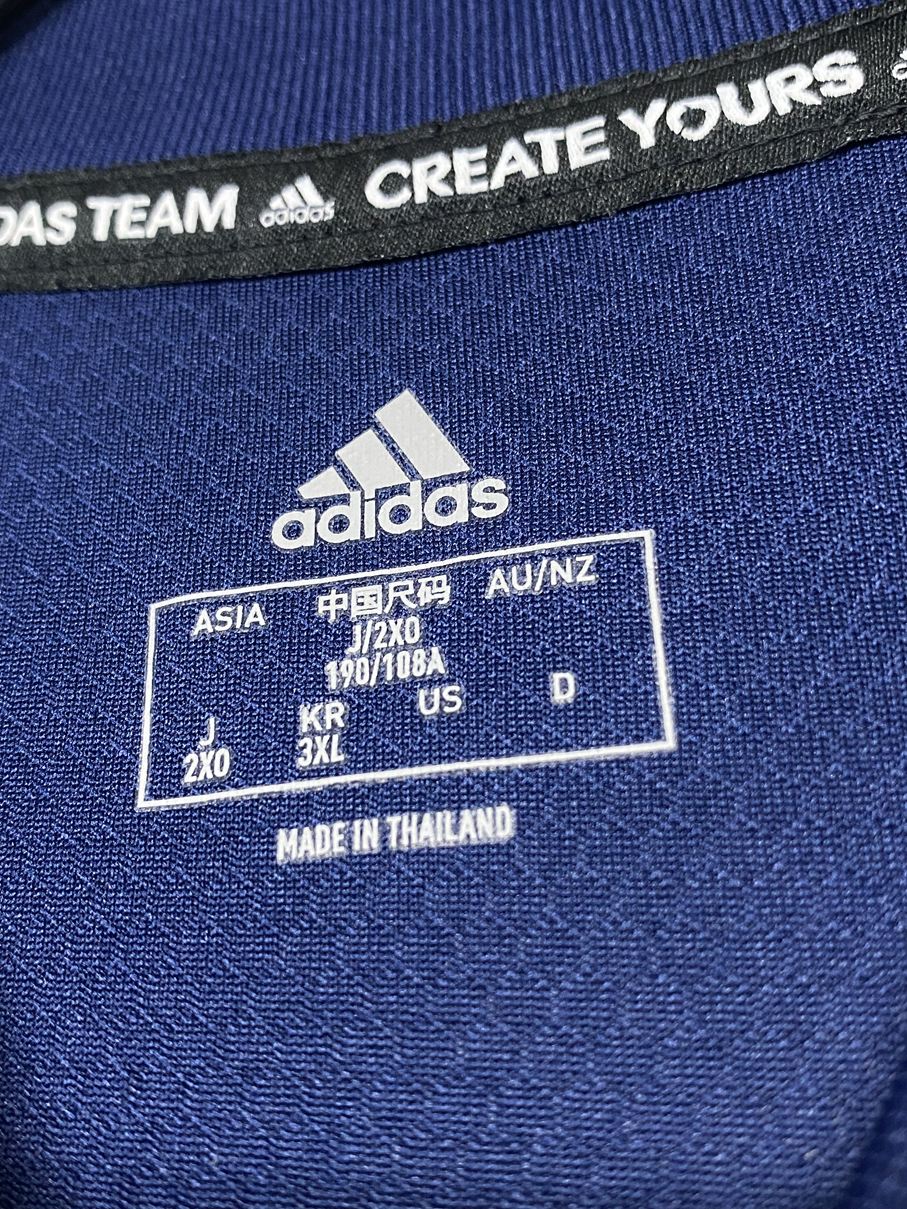 DAS TEAM adidas CREATE YOURS
adidas
ASIA 中国尺码 AU/NZ
J/2XO
190/108A
J KR US D
2XO 3XL
MADE IN THAILAND